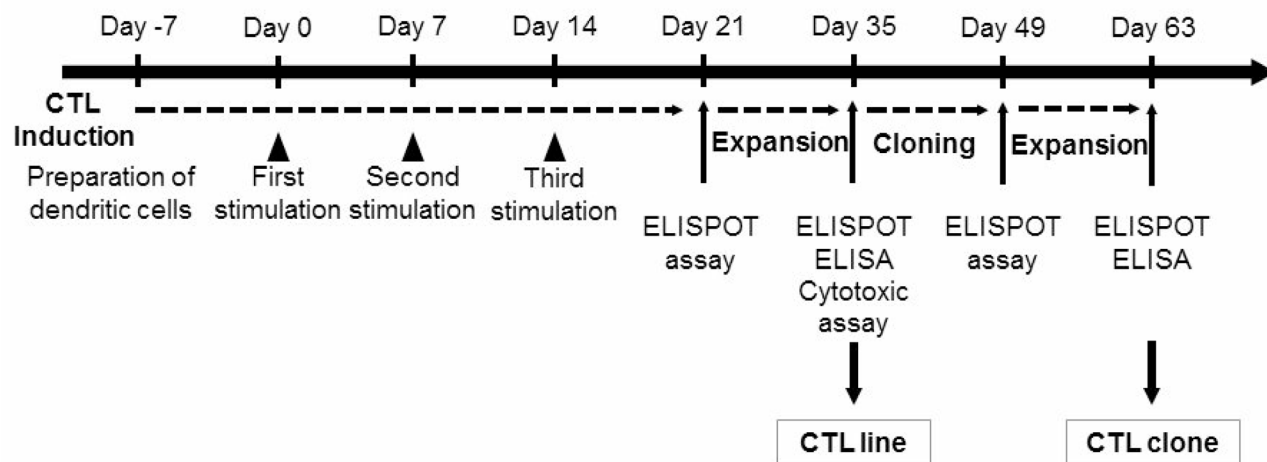 Day -7 Day 0 Day 7 Day 14 Day 21 Day 35 Day 49 Day 63
CTL
Induction
Expansion Cloning Expansion
Preparation of
dendritic cells
First
stimulation
Second
stimulation
Third
stimulation
ELISPOT
assay
ELISPOT
ELISA
Cytotoxic
assay
ELISPOT
assay
ELISPOT
ELISA
CTL line
CTL clone